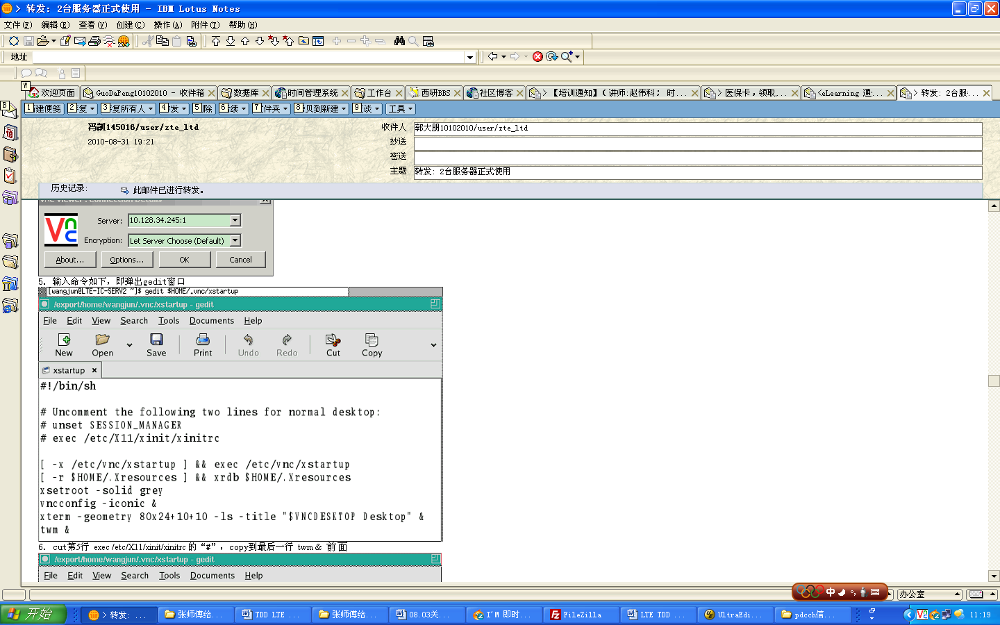 转发: 2台服务器正式使用 - IBM Lotus Notes
文件(F) 编辑(E) 查看(V) 创建(C) 操作(A) 附件(T) 帮助(H)
地址
欢迎页面 GuoDaPeng10102010 - 收件箱 数据库 时间管理系统 工作台 西研BBS 社区博客 > 【培训通知】(讲师:赵伟科； 时... > 医保卡，领取... <eLearning 通... > 转发: 2台服...
1建便笺 2复 3复所有人 4发 5除 6续 7件夹 8贝到新建 9谈 工具
冯凯145016/user/zte_ltd
2010-08-31 19:21
收件人 郭大朋10102010/user/zte_ltd
抄送
密送
主题 转发: 2台服务器正式使用
历史记录: 此邮件已进行转发。
VNC Viewer : Connection Details
Server: 10.128.34.245:1
Encryption: Let Server Choose (Default)
About... Options... OK Cancel
5. 输入命令如下，即弹出gedit窗口
[wangjun@LTE-IC-SERV2 ~]$ gedit $HOME/.vnc/xstartup
/export/home/wangjun/.vnc/xstartup - gedit
File Edit View Search Tools Documents Help
New Open Save Print Undo Redo Cut Copy
xstartup
#!/bin/sh
# Uncomment the following two lines for normal desktop:
# unset SESSION_MANAGER
# exec /etc/X11/xinit/xinitrc
[ -x /etc/vnc/xstartup ] && exec /etc/vnc/xstartup
[ -r $HOME/.Xresources ] && xrdb $HOME/.Xresources
xsetroot -solid grey
vncconfig -iconic &
xterm -geometry 80x24+10+10 -ls -title "$VNCDESKTOP Desktop" &
twm &
6. cut第5行 exec /etc/X11/xinit/xinitrc 的“#”，copy到最后一行 twm & 前面
/export/home/wangjun/.vnc/xstartup - gedit
File Edit View Search Tools Documents Help
中
办公室
开始 > 转发: ... 张师傅给... TDD LTE ... 张师傅给... 08.03关... I'M 即时... FileZilla LTE TDD ... UltraEdi... pdcch信... 11:19